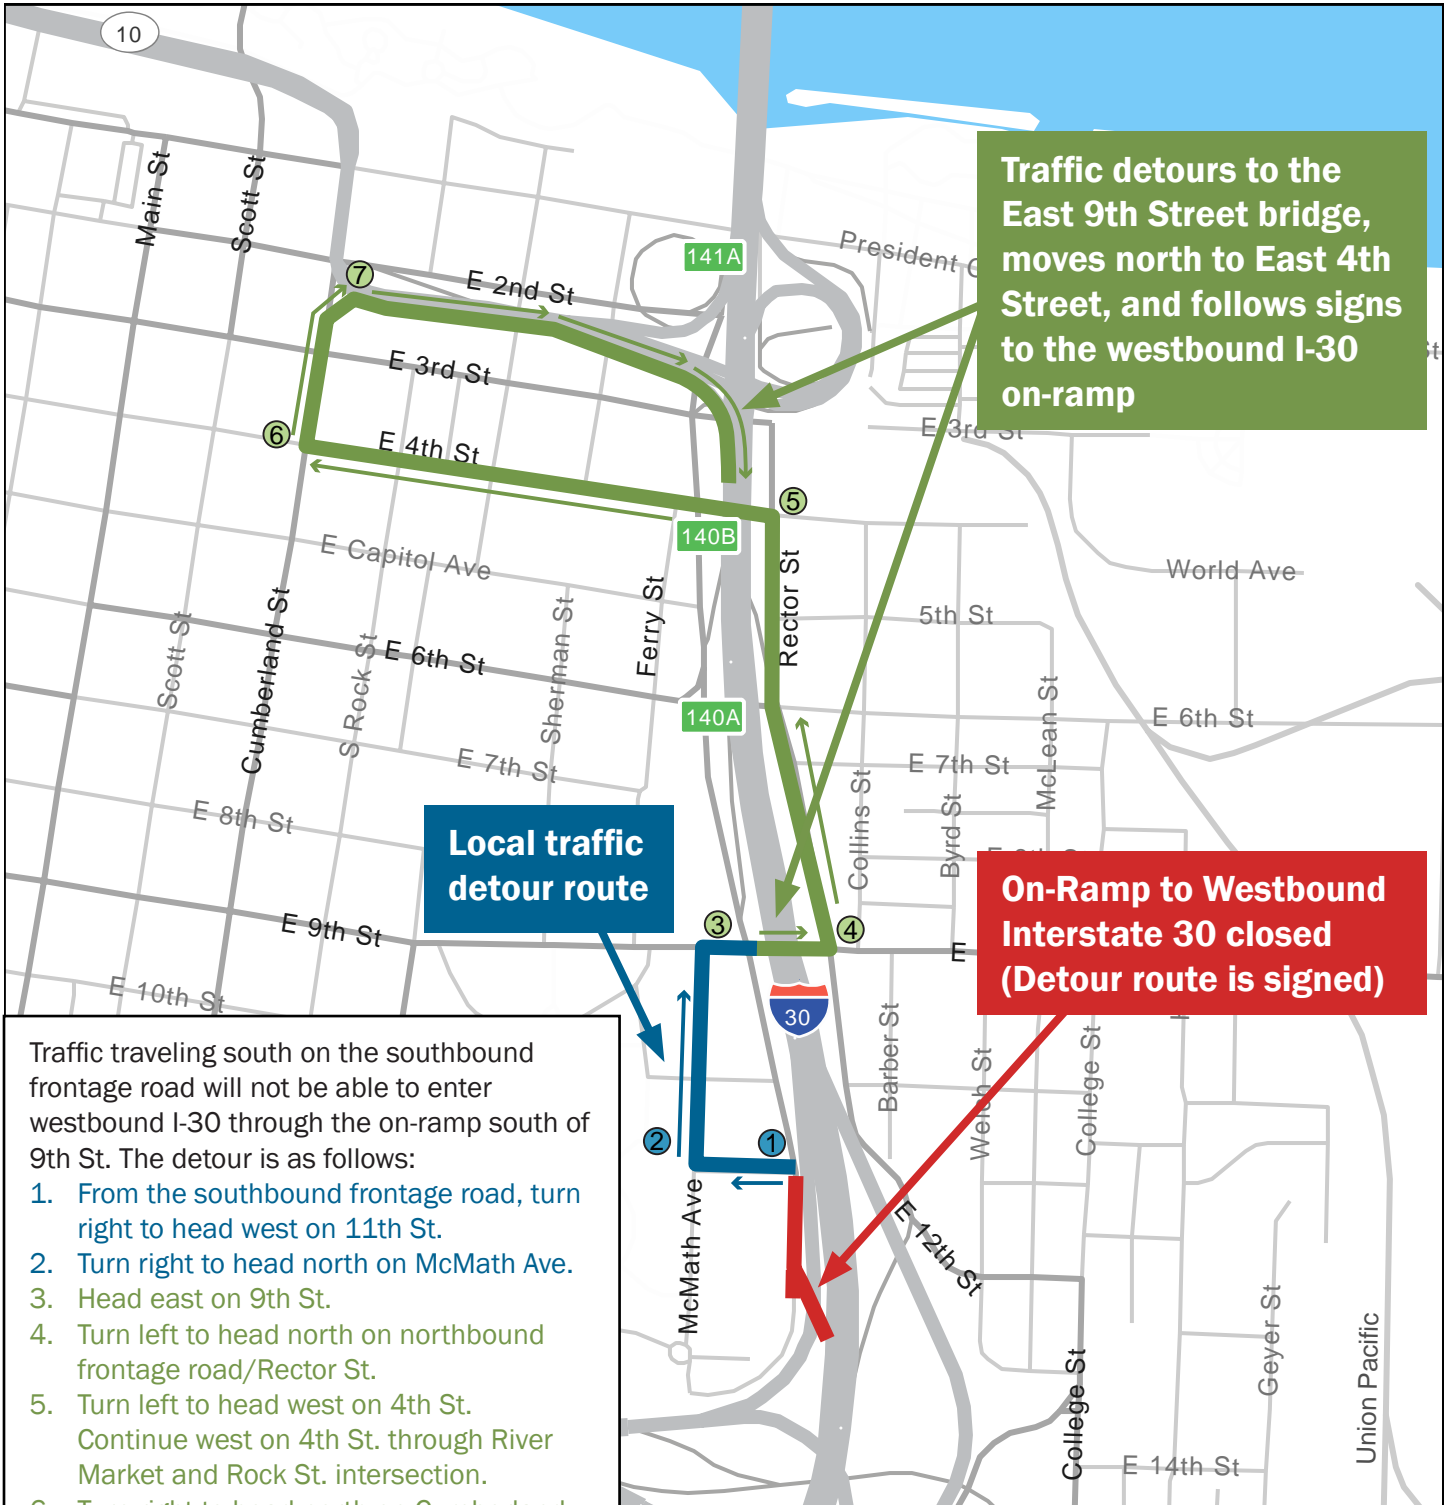 10
Main St
Scott St
141A
President
Traffic detours to the
East 9th Street bridge,
moves north to East 4th
Street, and follows signs
to the westbound I-30
on-ramp
7
E 2nd St
E 3rd St
E 3rd St
6
E 4th St
5
140B
E Capitol Ave
Rector St
World Ave
Ferry St
5th St
Scott St
Cumberland St
S Rock St
E 6th St
Sherman St
140A
McLean St
E 6th St
E 7th St
E 7th St
E 8th St
Collins St
Byrd St
Local traffic
detour route
On-Ramp to Westbound
Interstate 30 closed
(Detour route is signed)
E 9th St
3
4
E
E 10th St
30
Barber St
Welch St
College St
2
1
McMath Ave
E 12th St
Geyer St
Union Pacific
College St
E 14th St
Traffic traveling south on the southbound
frontage road will not be able to enter
westbound I-30 through the on-ramp south of
9th St. The detour is as follows:
1. From the southbound frontage road, turn
right to head west on 11th St.
2. Turn right to head north on McMath Ave.
3. Head east on 9th St.
4. Turn left to head north on northbound
frontage road/Rector St.
5. Turn left to head west on 4th St.
Continue west on 4th St. through River
Market and Rock St. intersection.